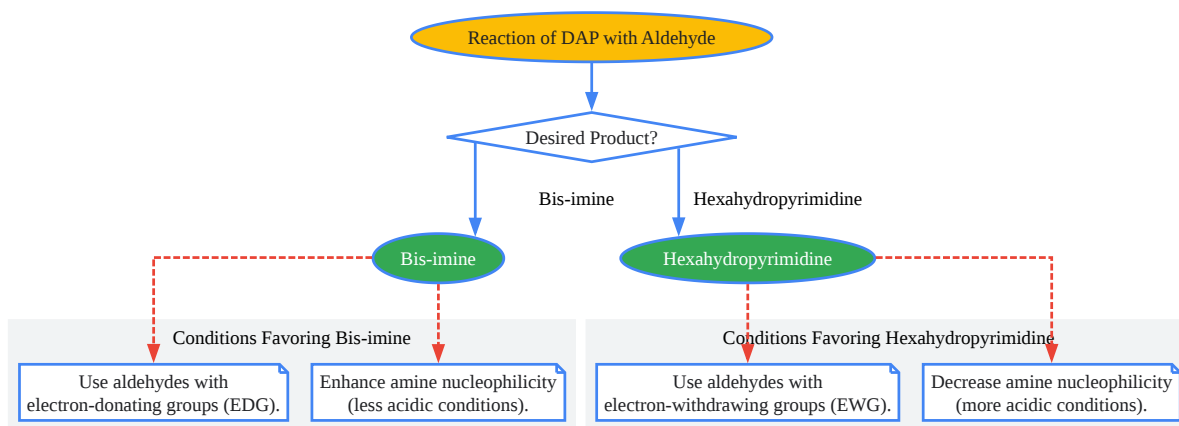 Reaction of DAP with Aldehyde
Desired Product?
Bis-imine
Hexahydropyrimidine
Bis-imine
Hexahydropyrimidine
Conditions Favoring Bis-imine
Use aldehydes with
electron-donating groups (EDG).
Enhance amine nucleophilicity
(less acidic conditions).
Conditions Favoring Hexahydropyrimidine
Use aldehydes with
electron-withdrawing groups (EWG).
Decrease amine nucleophilicity
(more acidic conditions).